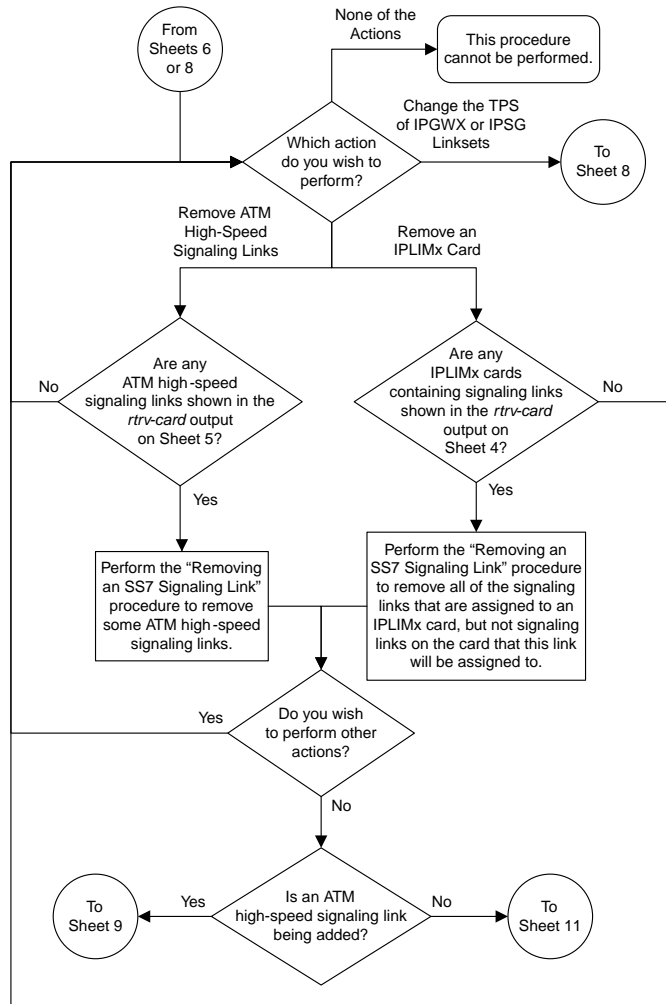 From
Sheets 6
or 8
None of the
Actions
This procedure
cannot be performed.
Which action
do you wish to
perform?
Change the TPS
of IPGWX or IPSG
Linksets
To
Sheet 8
Remove ATM
High-Speed
Signaling Links
Remove an
IPLIMx Card
No
Are any
ATM high-speed
signaling links shown in the
rtrv-card output
on Sheet 5?
Are any
IPLIMx cards
containing signaling links
shown in the rtrv-card
output on
Sheet 4?
No
Yes
Yes
Perform the “Removing
an SS7 Signaling Link”
procedure to remove
some ATM high-speed
signaling links.
Perform the “Removing an
SS7 Signaling Link” procedure
to remove all of the signaling
links that are assigned to an
IPLIMx card, but not signaling
links on the card that this link
will be assigned to.
Yes
Do you wish
to perform other
actions?
No
To
Sheet 9
Yes
Is an ATM
high-speed signaling link
being added?
No
To
Sheet 11